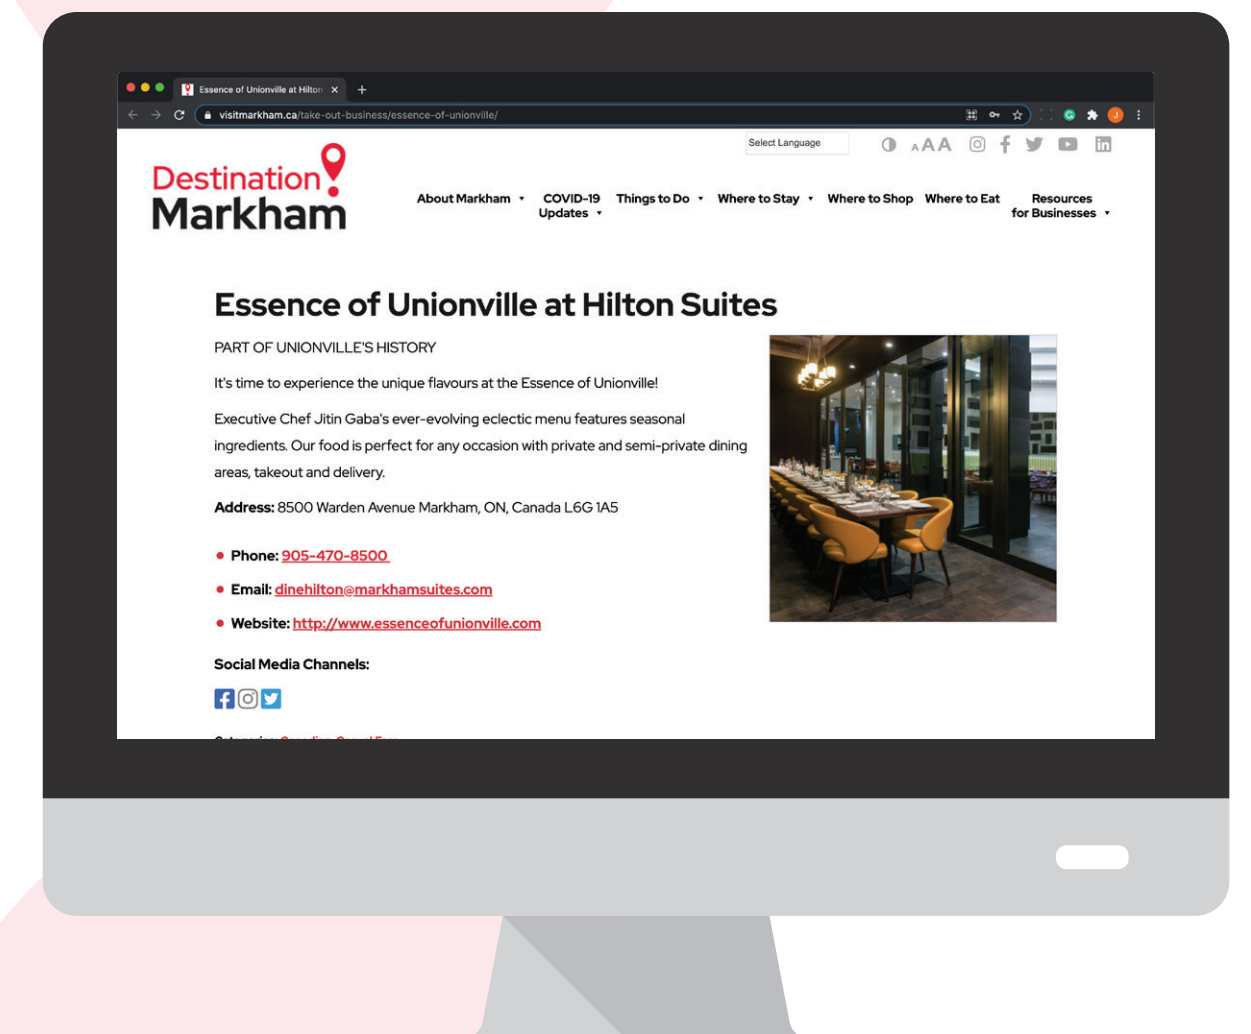 Essence of Unionville at Hilton
visitmarkham.ca/take-out-business/essence-of-unionville/
J
Select Language
A A A
Destination
Markham
About Markham
COVID-19
Updates
Things to Do
Where to Stay
Where to Shop
Where to Eat
Resources
for Businesses
Essence of Unionville at Hilton Suites
PART OF UNIONVILLE'S HISTORY
It's time to experience the unique flavours at the Essence of Unionville!
Executive Chef Jitin Gaba's ever-evolving eclectic menu features seasonal
ingredients. Our food is perfect for any occasion with private and semi-private dining
areas, takeout and delivery.
Address: 8500 Warden Avenue Markham, ON, Canada L6G 1A5
Phone: 905-470-8500
Email: dinehilton@markhamsuites.com
Website: http://www.essenceofunionville.com
Social Media Channels: